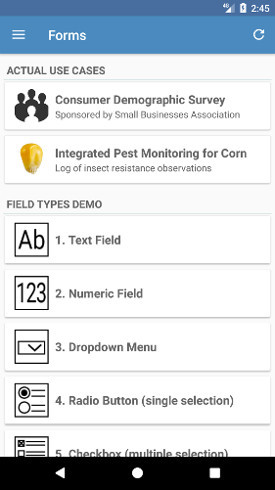 4G 2:45
Forms
ACTUAL USE CASES
Consumer Demographic Survey
Sponsored by Small Businesses Association
Integrated Pest Monitoring for Corn
Log of insect resistance observations
FIELD TYPES DEMO
Ab 1. Text Field
123 2. Numeric Field
3. Dropdown Menu
4. Radio Button (single selection)
5. Checkbox (multiple selection)